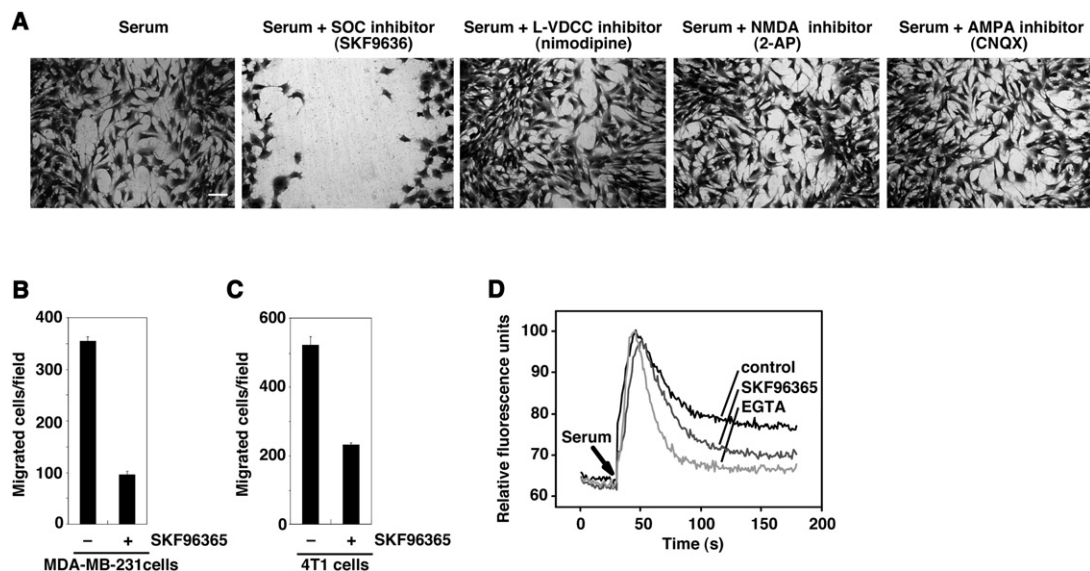 A
Serum
Serum + SOC inhibitor
(SKF9636)
Serum + L-VDCC inhibitor
(nimodipine)
Serum + NMDA inhibitor
(2-AP)
Serum + AMPA inhibitor
(CNQX)
B
Migrated cells/field
400
300
200
100
0
– + SKF96365
MDA-MB-231cells
C
Migrated cells/field
600
400
200
0
– + SKF96365
4T1 cells
D
Relative fluorescence units
100
90
80
70
60
control
SKF96365
EGTA
Serum
0 50 100 150 200
Time (s)